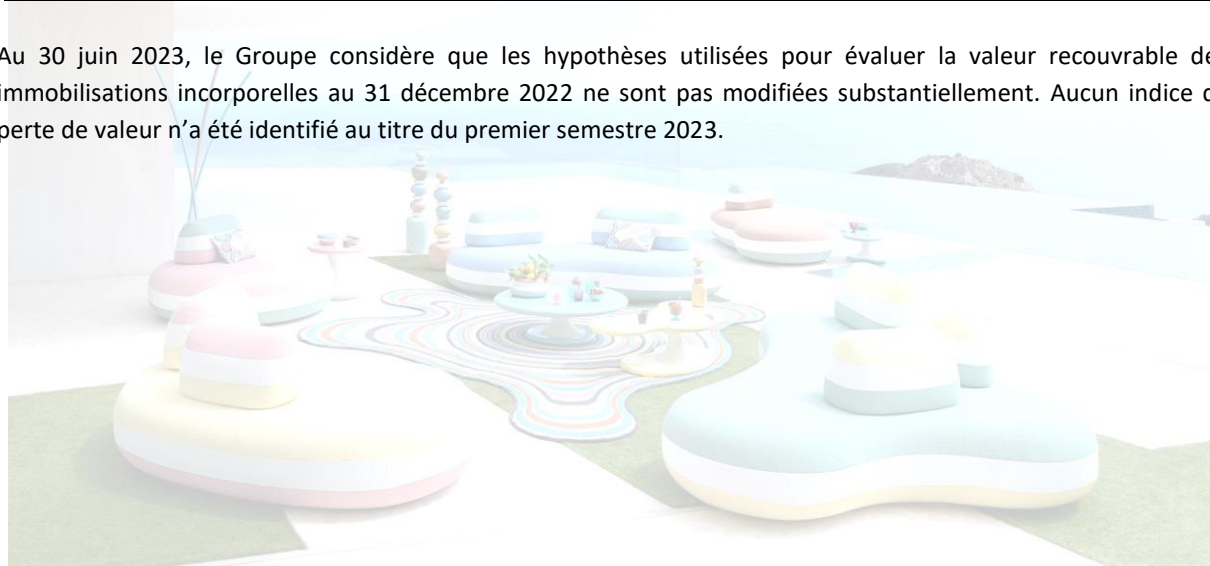 Au 30 juin 2023, le Groupe considère que les hypothèses utilisées pour évaluer la valeur recouvrable de
immobilisations incorporelles au 31 décembre 2022 ne sont pas modifiées substantiellement. Aucun indice d
perte de valeur n’a été identifié au titre du premier semestre 2023.